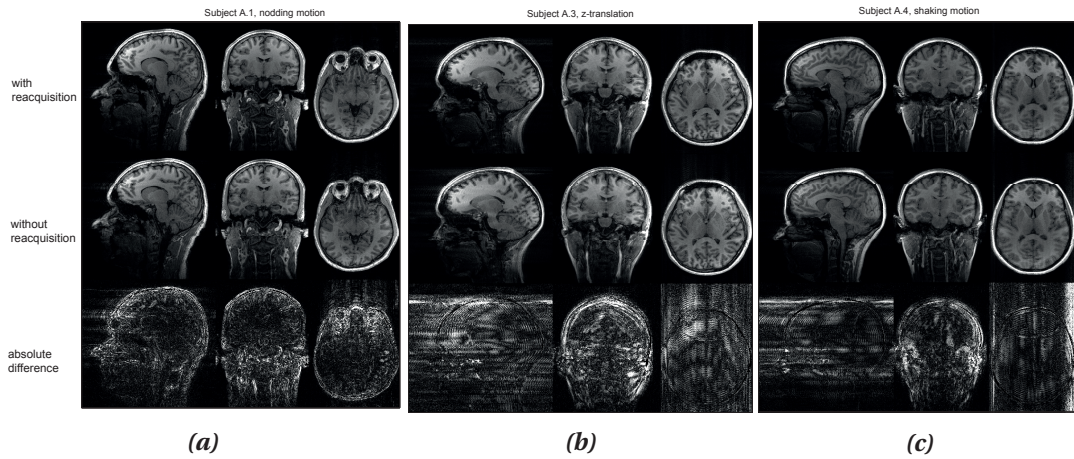 Subject A.1, nodding motion
Subject A.3, z-translation
Subject A.4, shaking motion
with
reacquisition
without
reacquisition
absolute
difference
(a)
(b)
(c)